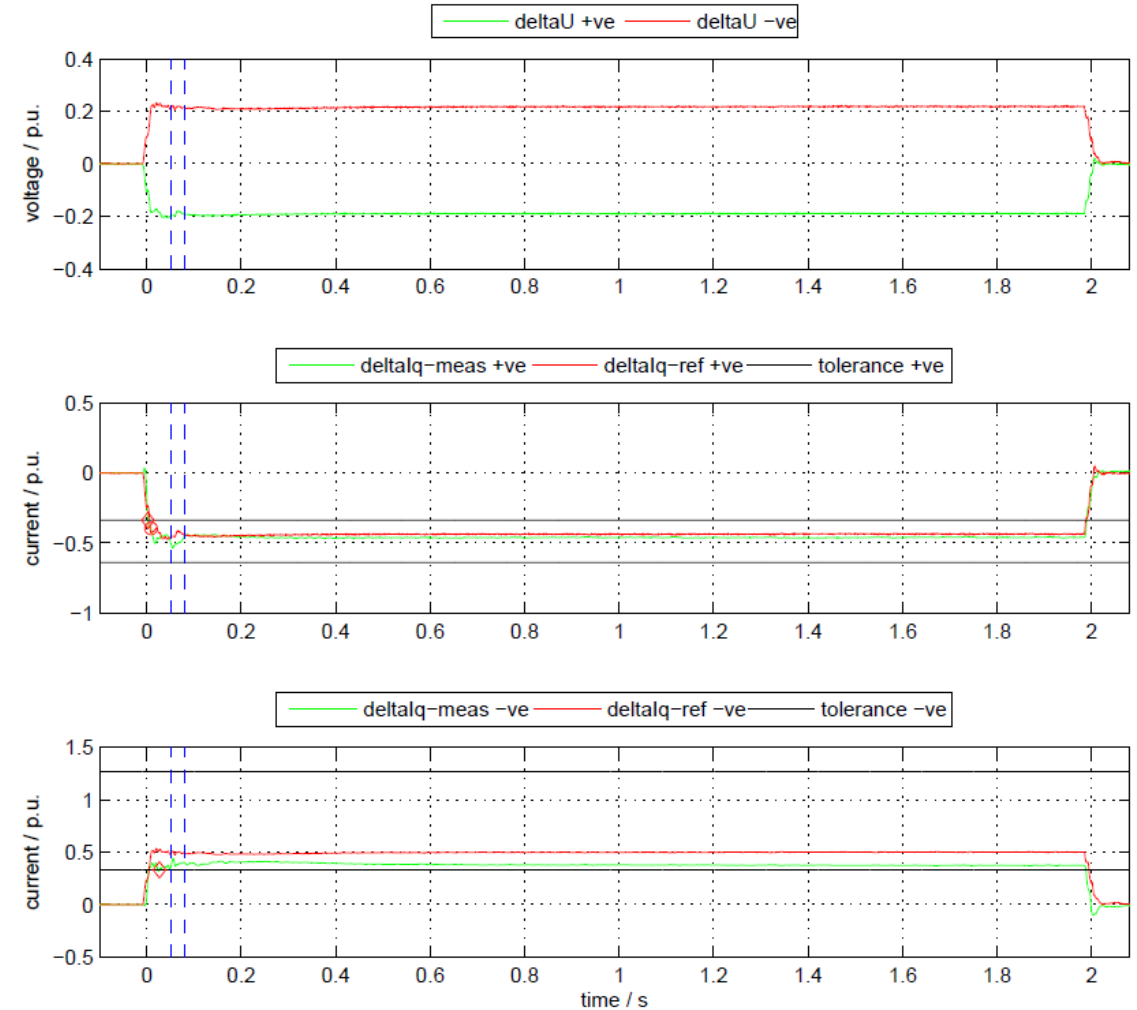 deltaU +ve deltaU −ve
0.4
0.2
0
−0.2
−0.4
voltage / p.u.
0 0.2 0.4 0.6 0.8 1 1.2 1.4 1.6 1.8 2
deltaIq−meas +ve deltaIq−ref +ve tolerance +ve
0.5
0
−0.5
−1
current / p.u.
0 0.2 0.4 0.6 0.8 1 1.2 1.4 1.6 1.8 2
deltaIq−meas −ve deltaIq−ref −ve tolerance −ve
1.5
1
0.5
0
−0.5
current / p.u.
0 0.2 0.4 0.6 0.8 1 1.2 1.4 1.6 1.8 2
time / s